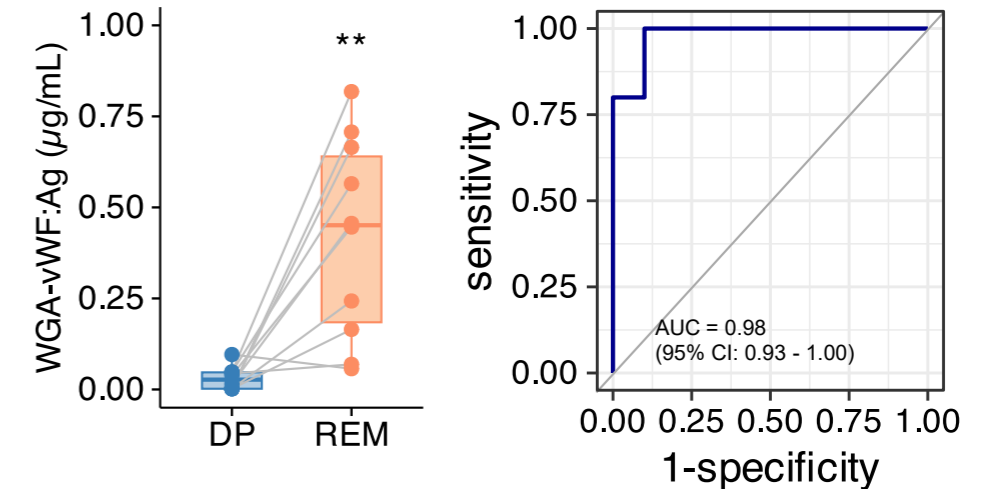 WGA-vWF:Ag (µg/mL)
1.00
0.75
0.50
0.25
0.00
**
DP REM
sensitivity
1.00
0.75
0.50
0.25
0.00
AUC = 0.98
(95% CI: 0.93 - 1.00)
0.00 0.25 0.50 0.75 1.00
1-specificity